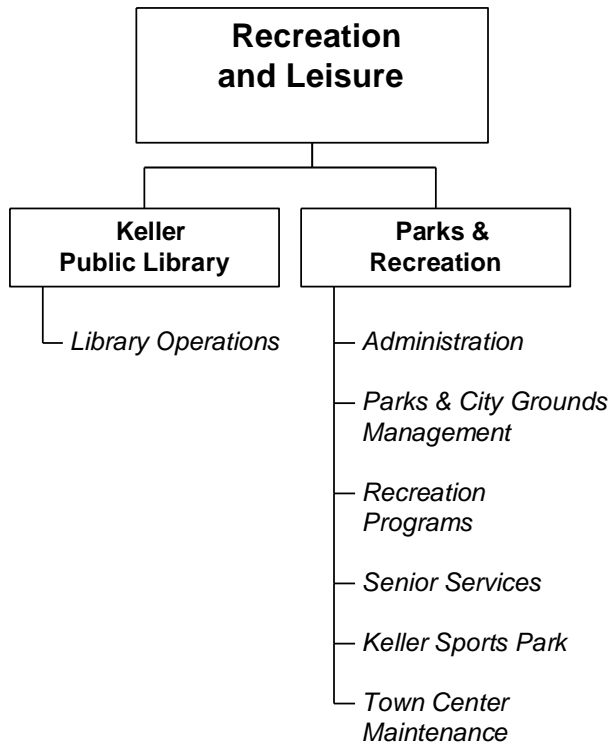 Recreation
and Leisure
Keller
Public Library
Library Operations
Parks &
Recreation
Administration
Parks & City Grounds
Management
Recreation
Programs
Senior Services
Keller Sports Park
Town Center
Maintenance